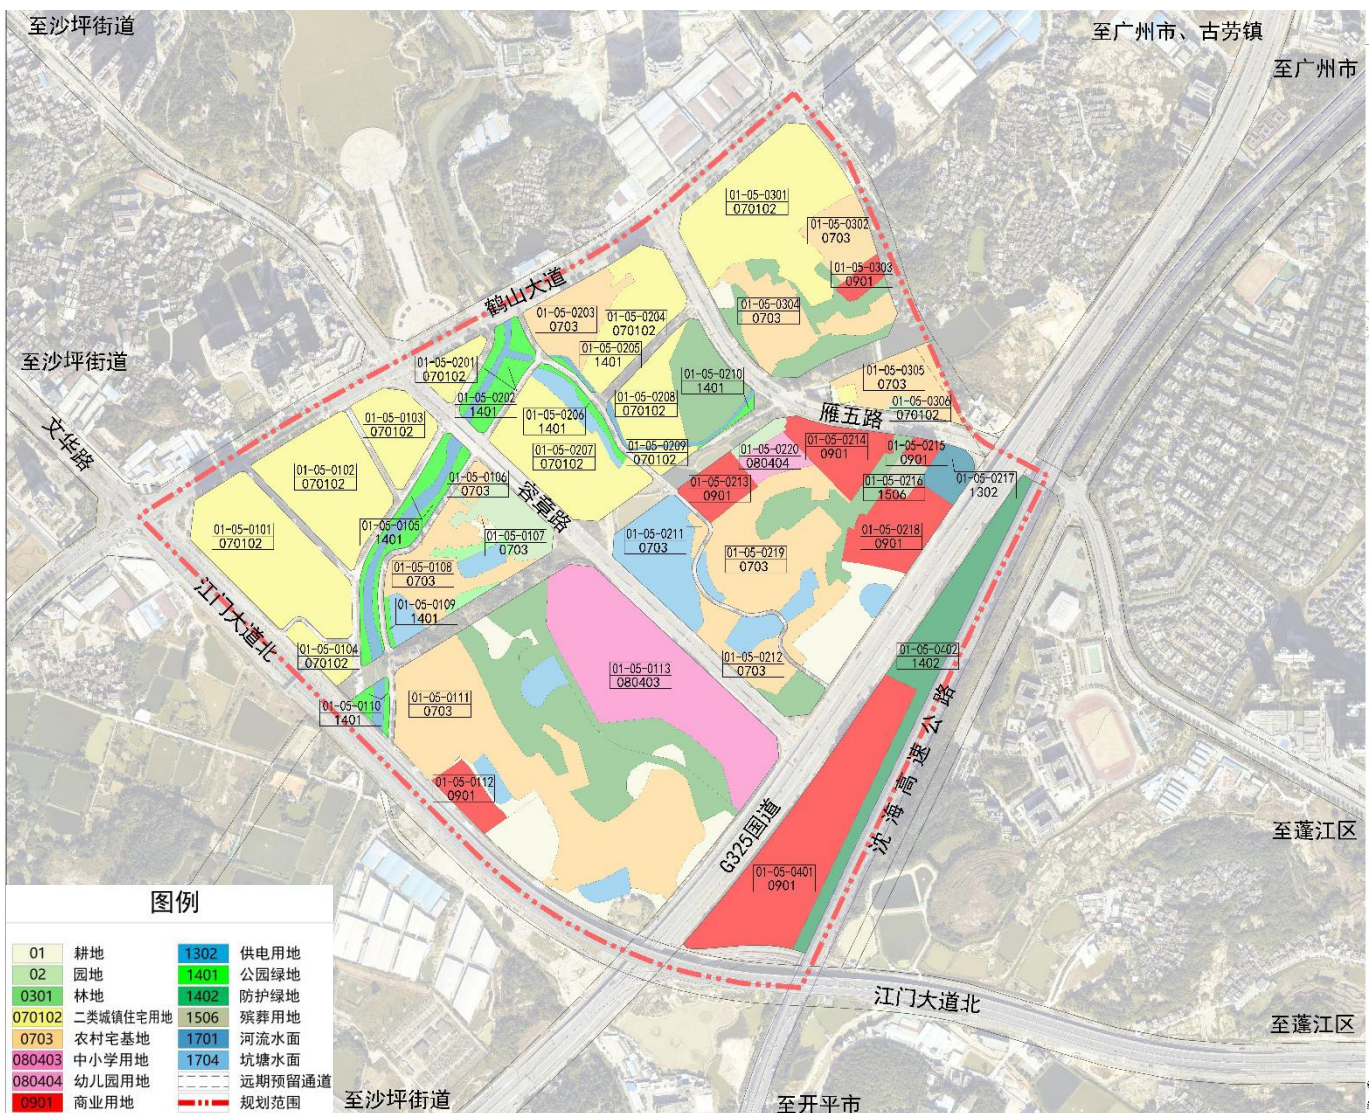 至沙坪街道
至广州市、古劳镇
至广州市
01-05-0301
070102
01-05-0302
0703
01-05-0303
0901
鹤山大道
01-05-0304
0703
01-05-0203
0703
01-05-0204
070102
01-05-0205
1401
至沙坪街道
01-05-0201
070102
01-05-0202
1401
01-05-0210
1401
01-05-0305
0703
01-05-0306
070102
01-05-0208
070102
01-05-0206
1401
01-05-0207
070102
01-05-0209
070102
雁五路
文华路
01-05-0103
070102
01-05-0102
070102
01-05-0214
0901
01-05-0215
0901
01-05-0220
080404
01-05-0213
0901
01-05-0216
1506
01-05-0217
1302
01-05-0106
0703
容章路
01-05-0101
070102
01-05-0105
1401
01-05-0107
0703
01-05-0211
0703
01-05-0218
0901
01-05-0219
0703
01-05-0108
0703
01-05-0109
1401
江门大道北
01-05-0104
070102
01-05-0212
0703
01-05-0402
1402
01-05-0113
080403
01-05-0110
1401
01-05-0111
0703
沈海高速公路
01-05-0112
0901
G325国道
至蓬江区
01-05-0401
0901
江门大道北
至蓬江区
图例
01 耕地
02 园地
0301 林地
070102 二类城镇住宅用地
0703 农村宅基地
080403 中小学用地
080404 幼儿园用地
0901 商业用地
1302 供电用地
1401 公园绿地
1402 防护绿地
1506 殡葬用地
1701 河流水面
1704 坑塘水面
远期预留通道
规划范围
至沙坪街道
至开平市